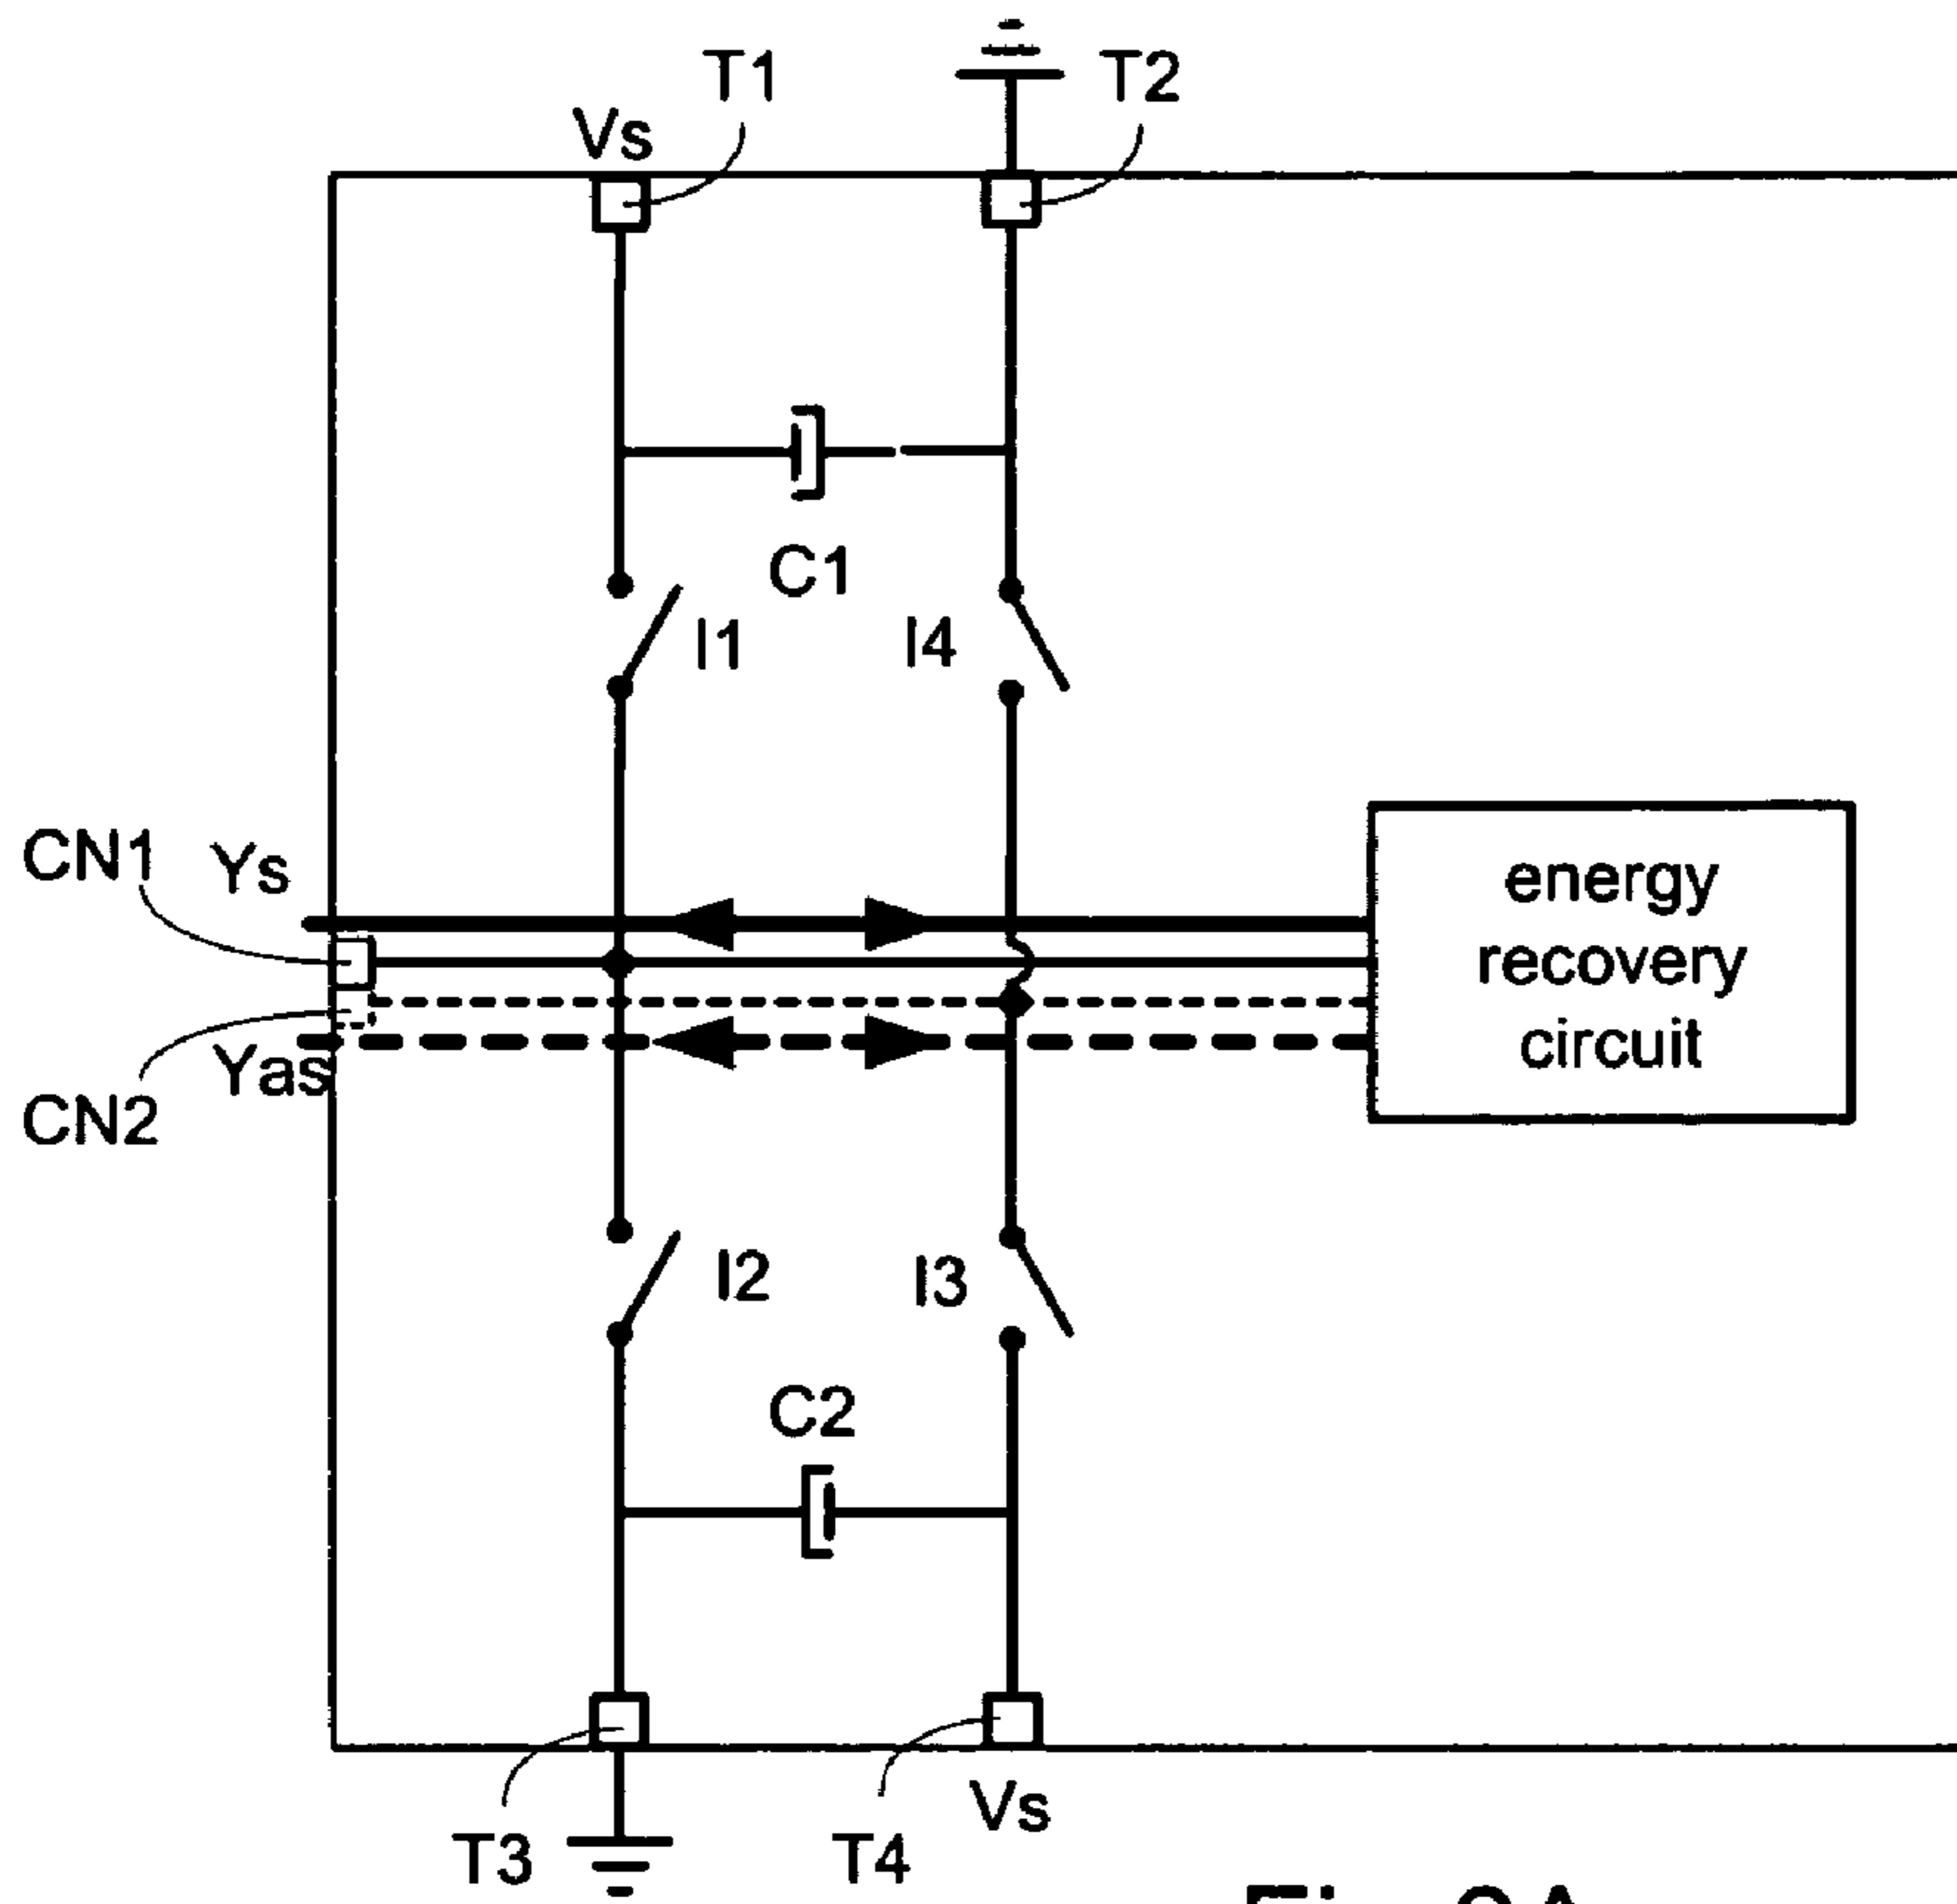 T1
T2
Vs
C1
I1
I4
CN1
Ys
energy
recovery
circuit
Yas
CN2
I2
I3
C2
Vs
T3
T4